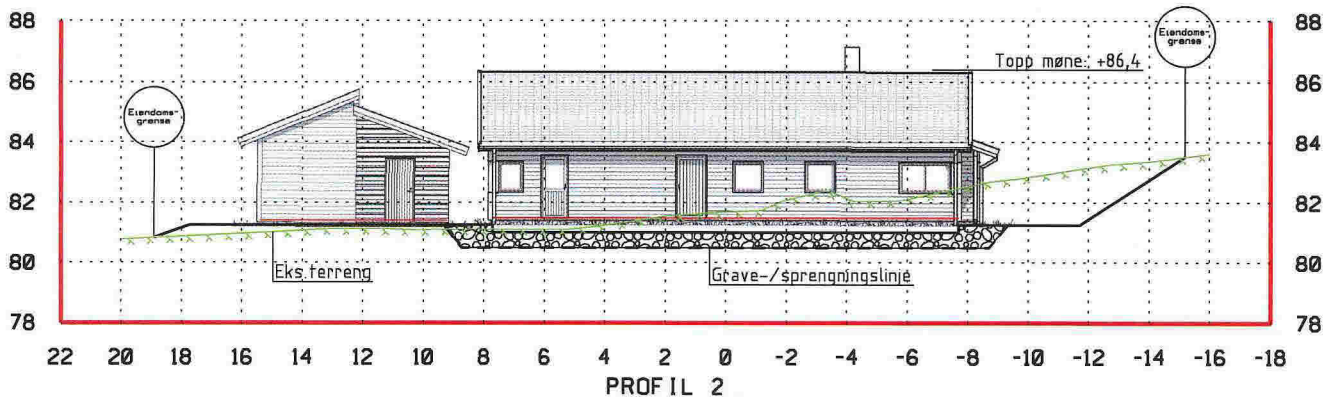 88 88
Eiendoms-
grense
Topp møne: +86,4
86 86
Eiendoms-
grense
84 84
82 82
80 80
Eks.terreng
Grave-/sprengningslinje
78 78
22 20 18 16 14 12 10 8 6 4 2 0 -2 -4 -6 -8 -10 -12 -14 -16 -18
PROFIL 2